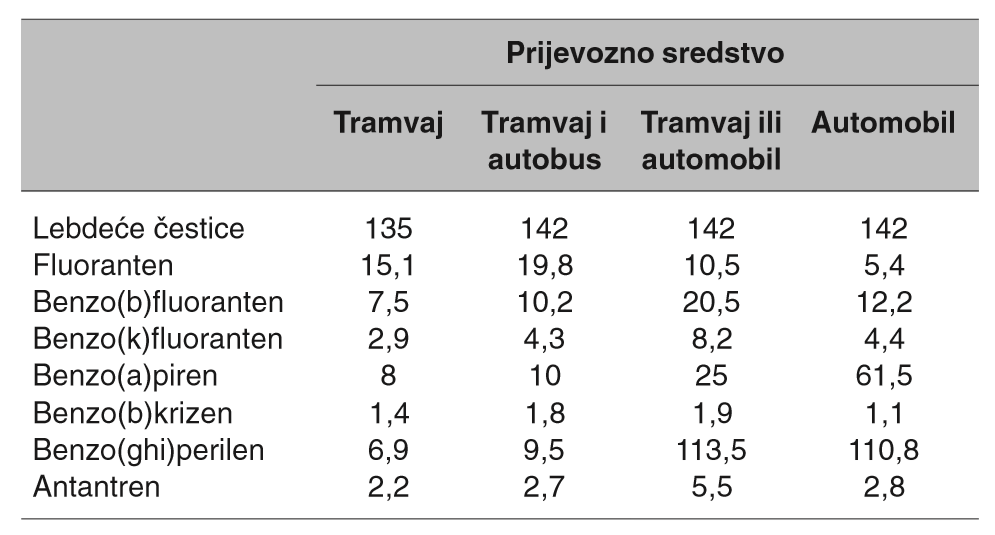 Prijevozno sredstvo
Tramvaj Tramvaj i autobus Tramvaj ili automobil Automobil
Lebdeće čestice 135 142 142 142
Fluoranten 15,1 19,8 10,5 5,4
Benzo(b)fluoranten 7,5 10,2 20,5 12,2
Benzo(k)fluoranten 2,9 4,3 8,2 4,4
Benzo(a)piren 8 10 25 61,5
Benzo(b)krizen 1,4 1,8 1,9 1,1
Benzo(ghi)perilen 6,9 9,5 113,5 110,8
Antantren 2,2 2,7 5,5 2,8